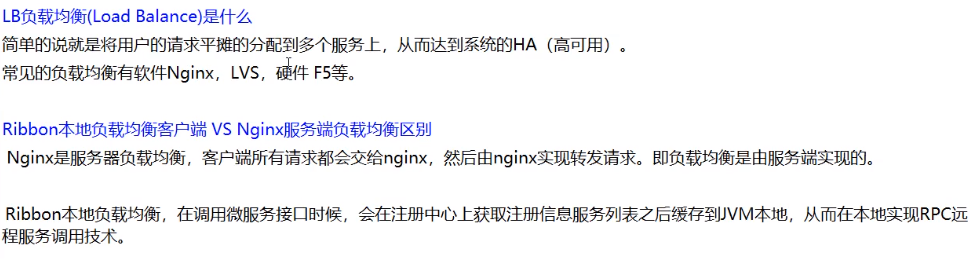 LB负载均衡(Load Balance)是什么
简单的说就是将用户的请求平摊的分配到多个服务上，从而达到系统的HA（高可用）。
常见的负载均衡有软件Nginx，LVS，硬件 F5等。
Ribbon本地负载均衡客户端 VS Nginx服务端负载均衡区别
Nginx是服务器负载均衡，客户端所有请求都会交给nginx，然后由nginx实现转发请求。即负载均衡是由服务端实现的。
Ribbon本地负载均衡，在调用微服务接口时候，会在注册中心上获取注册信息服务列表之后缓存到JVM本地，从而在本地实现RPC远
程服务调用技术。